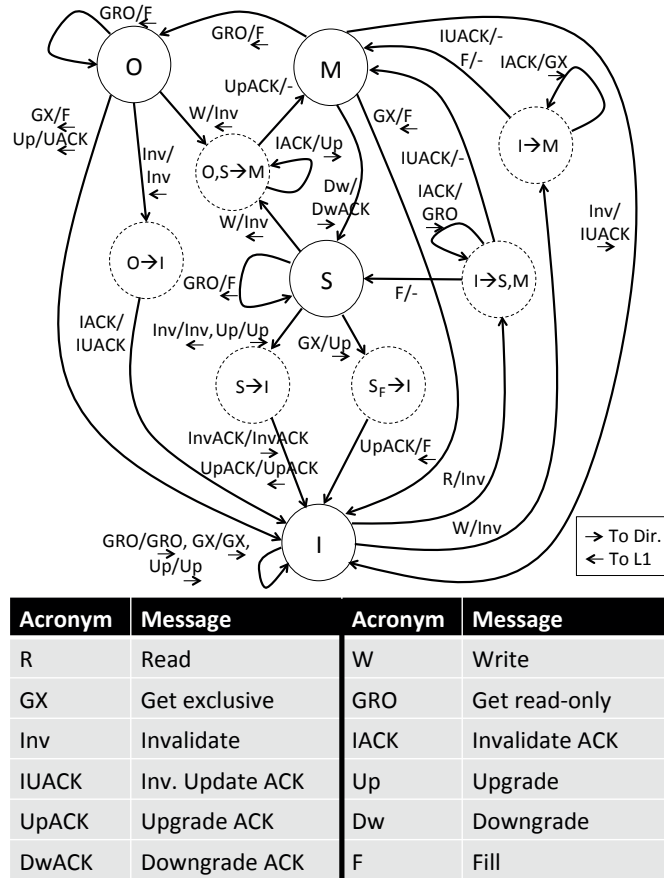 GRO/F
GRO/F
O
M
IUACK/-
F/-
IACK/GX
UpACK/-
GX/F
Up/UACK
W/Inv
GX/F
I→M
IACK/Up
IUACK/-
Inv/
Inv
O,S→M
Dw/
DwACK
IACK/
GRO
Inv/
IUACK
W/Inv
O→I
GRO/F
S
F/-
I→S,M
IACK/
IUACK
Inv/Inv, Up/Up
GX/Up
S→I
SF→I
InvACK/InvACK
UpACK/UpACK
UpACK/F
R/Inv
W/Inv
GRO/GRO, GX/GX,
Up/Up
I
→ To Dir.
← To L1
Acronym Message Acronym Message
R Read W Write
GX Get exclusive GRO Get read-only
Inv Invalidate IACK Invalidate ACK
IUACK Inv. Update ACK Up Upgrade
UpACK Upgrade ACK Dw Downgrade
DwACK Downgrade ACK F Fill